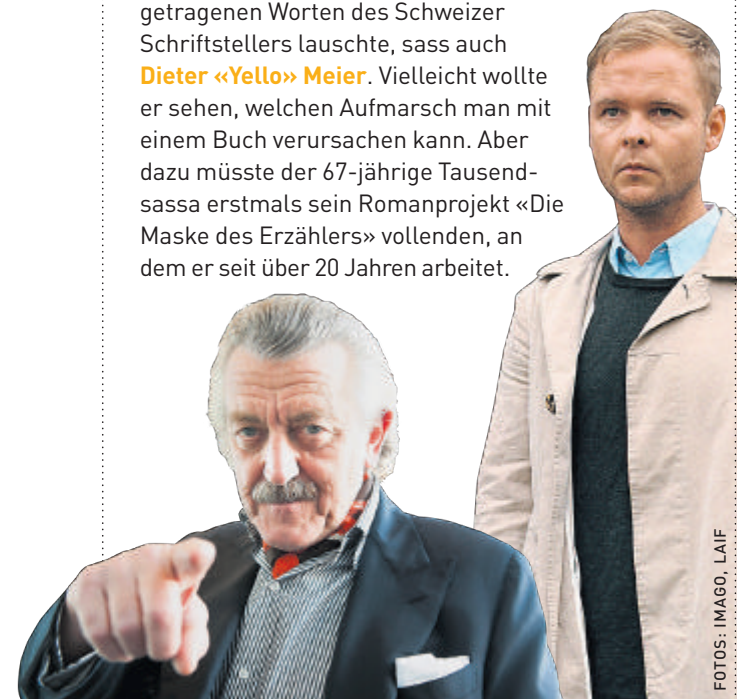 getragenen Worten des Schweizer
Schriftstellers lauschte, sass auch
Dieter «Yello» Meier. Vielleicht wollte
er sehen, welchen Aufmarsch man mit
einem Buch verursachen kann. Aber
dazu müsste der 67-jährige Tausend-
sassa erstmals sein Romanprojekt «Die
Maske des Erzählers» vollenden, an
dem er seit über 20 Jahren arbeitet.
FOTOS: IMAGO, LAIF